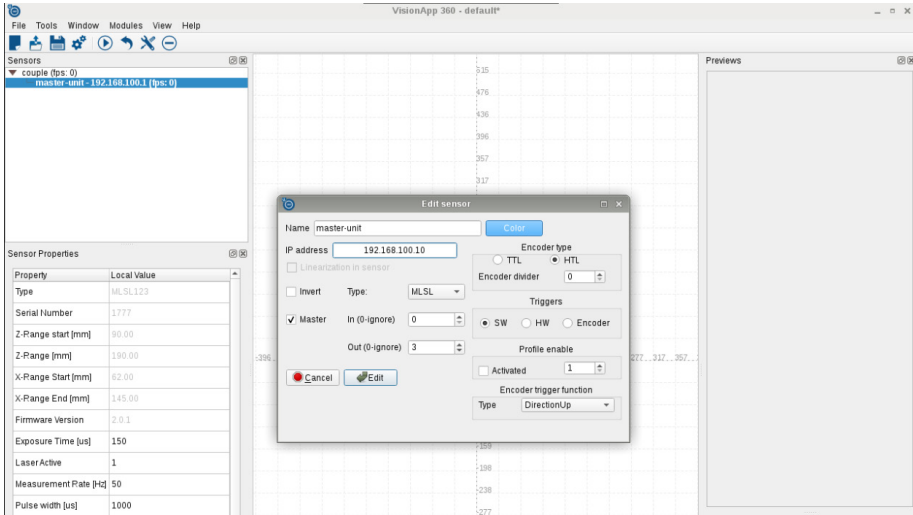 VisionApp 360 - default*
File Tools Window Modules View Help
Sensors
couple (fps: 0)
master-unit - 192.168.100.1 (fps: 0)
Sensor Properties
Property Local Value
Type MLSL123
Serial Number 1777
Z-Range start [mm] 90.00
Z-Range [mm] 190.00
X-Range Start [mm] 62.00
X-Range End [mm] 145.00
Firmware Version 2.0.1
Exposure Time [us] 150
Laser Active 1
Measurement Rate [Hz] 50
Pulse width [us] 1000
515
476
436
396
357
317
-396
277 317 357
-159
-198
-238
-277
Edit sensor
Name master-unit
Color
IP address 192.168.100.10
Linearization in sensor
Invert Type: MLSL
Master In (0-ignore) 0
Out (0-ignore) 3
Cancel Edit
Encoder type
TTL HTL
Encoder divider 0
Triggers
SW HW Encoder
Profile enable
Activated 1
Encoder trigger function
Type DirectionUp
Previews